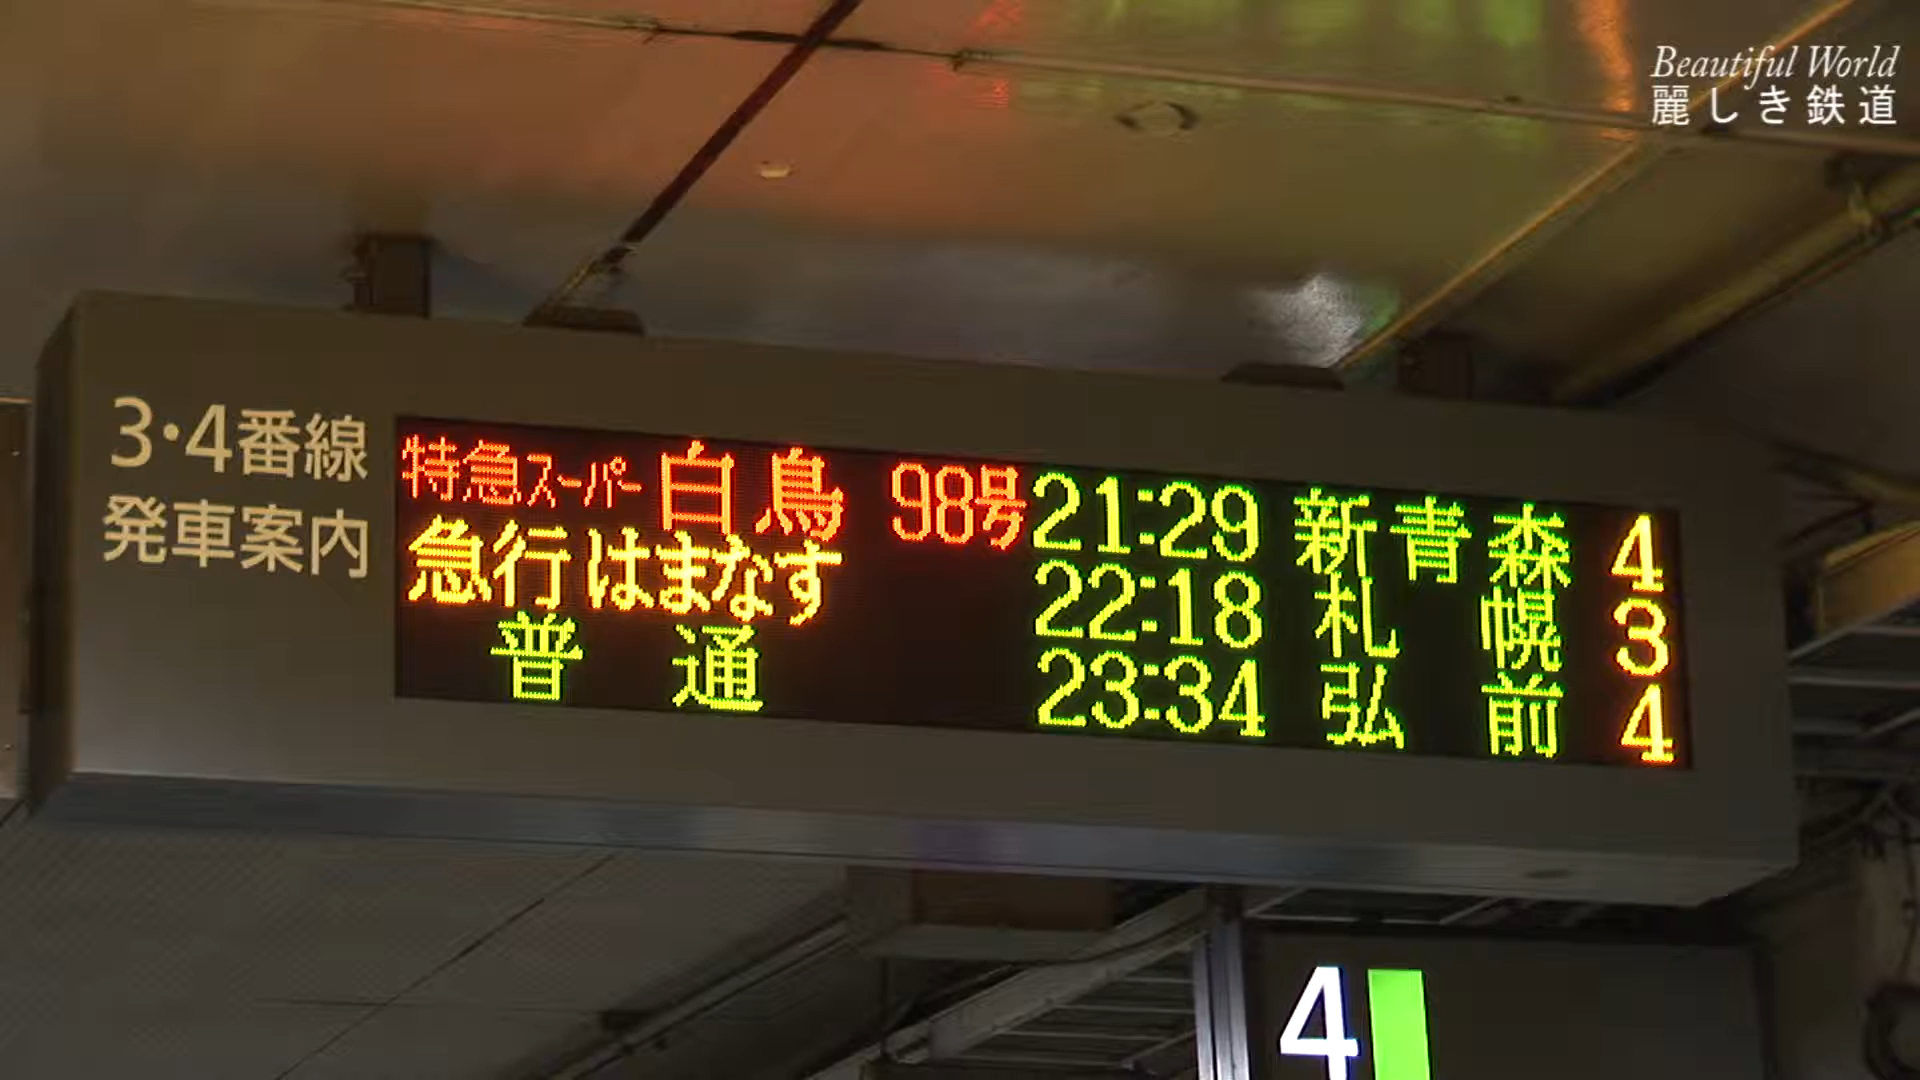 Beautiful World
麗しき鉄道
3・4番線
発車案内
特急スーパー白鳥 98号 21:29 新青森 4
急行はまなす 22:18 札幌 3
普通 23:34 弘前 4
4